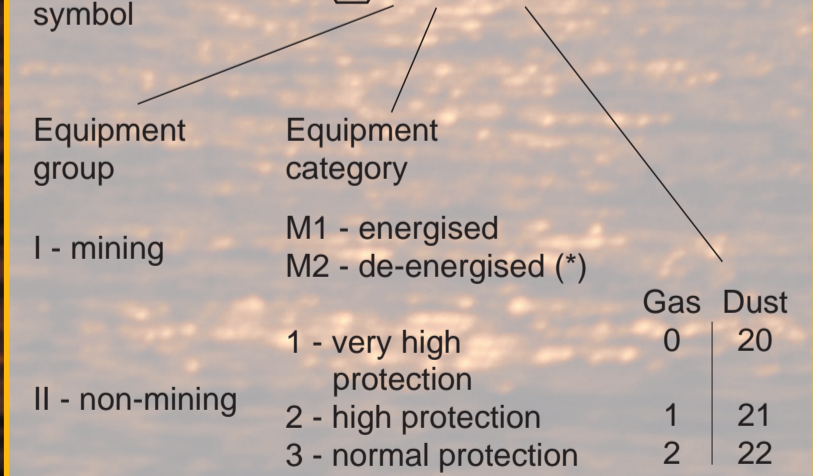 symbol
Equipment group
Equipment category
I - mining
M1 - energised
M2 - de-energised (*)
Gas Dust
II - non-mining
1 - very high protection
0 20
2 - high protection
1 21
3 - normal protection
2 22